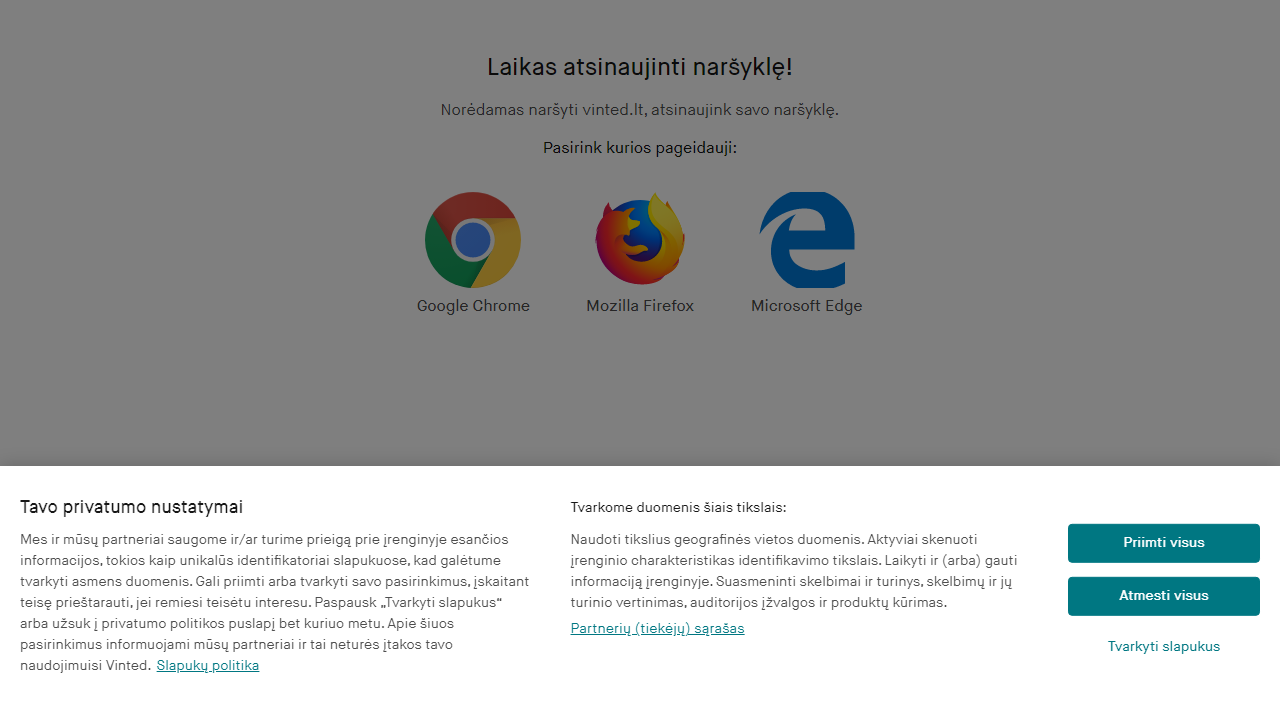 Laikas atsinaujinti naršyklę!
Norėdamas naršyti vinted.lt, atsinaujink savo naršyklę.
Pasirink kurios pageidauji:
Google Chrome
Mozilla Firefox
Microsoft Edge
Tavo privatumo nustatymai
Mes ir mūsų partneriai saugome ir/ar turime prieigą prie įrenginyje esančios
informacijos, tokios kaip unikalūs identifikatoriai slapukuose, kad galėtume
tvarkyti asmens duomenis. Gali priimti arba tvarkyti savo pasirinkimus, įskaitant
teisę prieštarauti, jei remiesi teisėtu interesu. Paspausk „Tvarkyti slapukus“
arba užsuk į privatumo politikos puslapį bet kuriuo metu. Apie šiuos
pasirinkimus informuojami mūsų partneriai ir tai neturės įtakos tavo
naudojimuisi Vinted. Slapukų politika
Tvarkome duomenis šiais tikslais:
Naudoti tikslius geografinės vietos duomenis. Aktyviai skenuoti
įrenginio charakteristikas identifikavimo tikslais. Laikyti ir (arba) gauti
informaciją įrenginyje. Suasmeninti skelbimai ir turinys, skelbimų ir jų
turinio vertinimas, auditorijos įžvalgos ir produktų kūrimas.
Partnerių (tiekėjų) sąrašas
Priimti visus
Atmesti visus
Tvarkyti slapukus